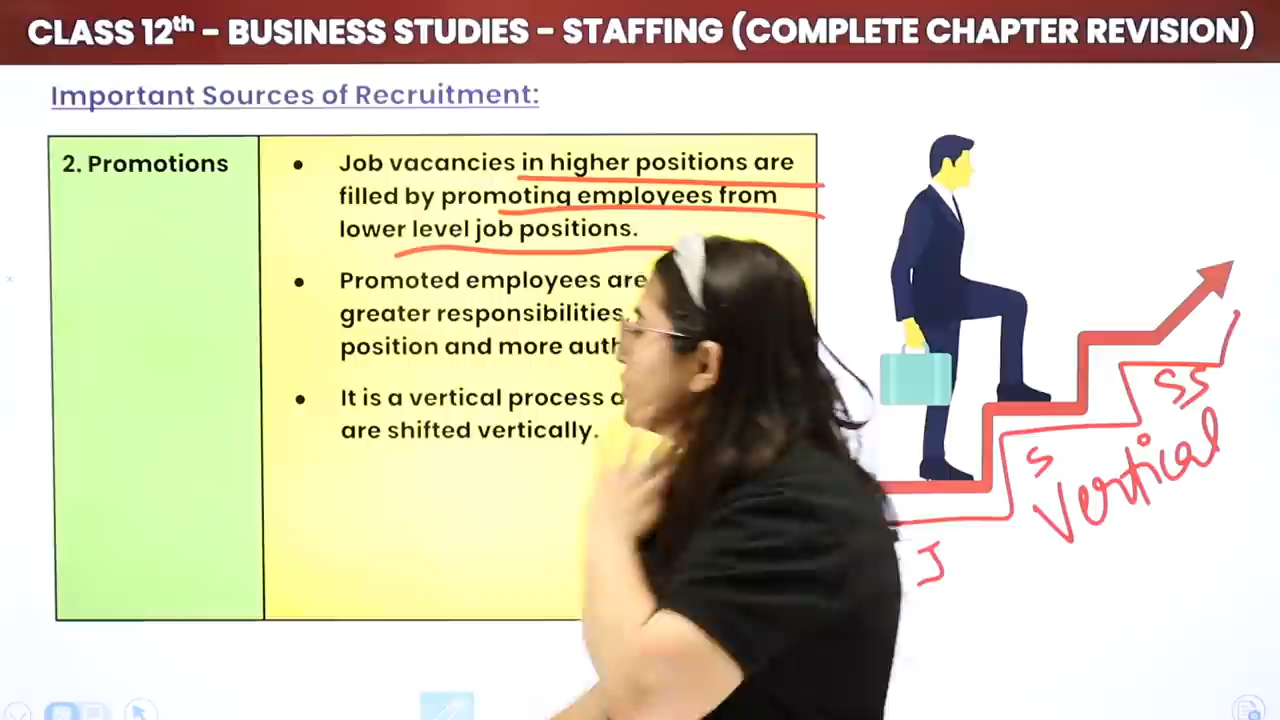 CLASS 12th – BUSINESS STUDIES – STAFFING (COMPLETE CHAPTER REVISION)
Important Sources of Recruitment:
2. Promotions
• Job vacancies in higher positions are
filled by promoting employees from
lower level job positions.
• Promoted employees are
greater responsibilities,
position and more
• It is a vertical process
are shifted vertically.
SS
S
Vertical
J